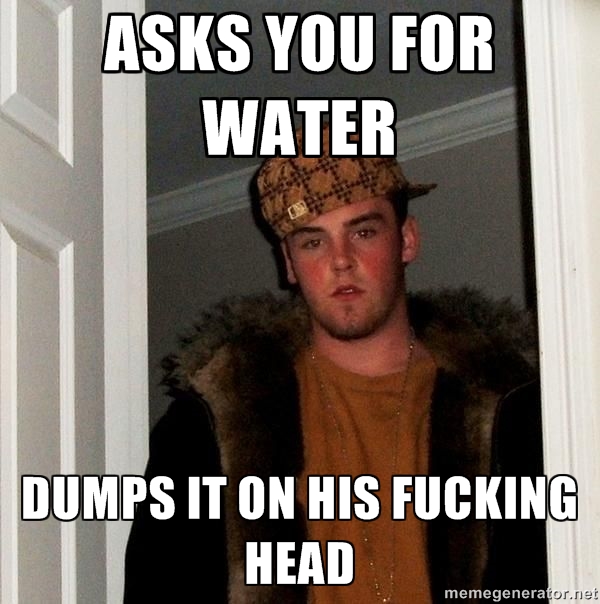 ASKS YOU FOR
WATER
DUMPS IT ON HIS FUCKING
HEAD
memegenerator.net